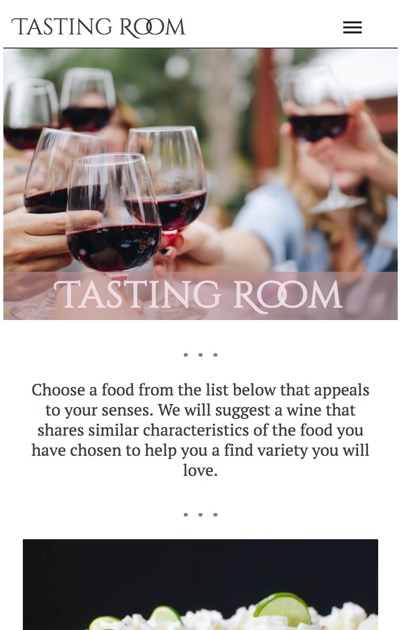 TASTING ROOM
TASTING ROOM
Choose a food from the list below that appeals
to your senses. We will suggest a wine that
shares similar characteristics of the food you
have chosen to help you a find variety you will
love.